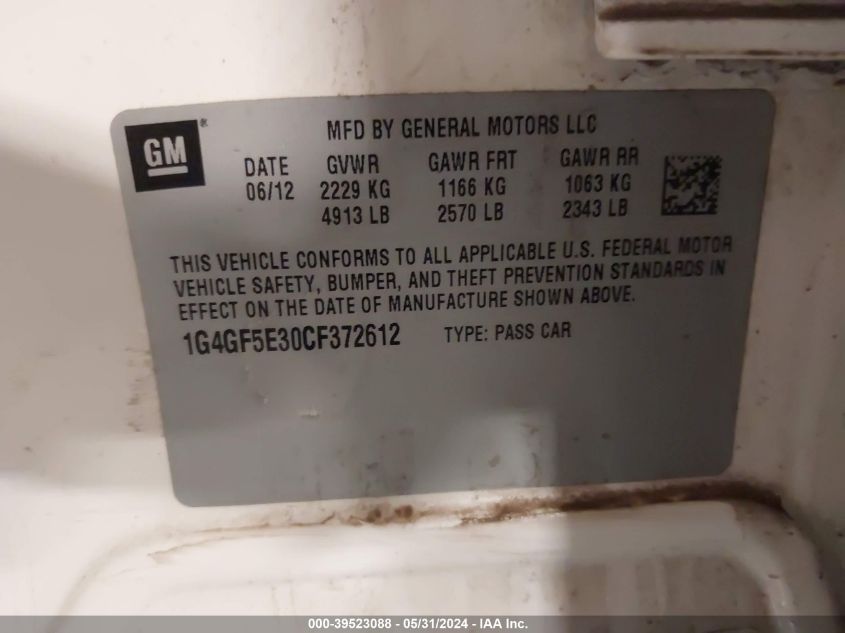 GM ®
MFD BY GENERAL MOTORS LLC
DATE GVWR GAWR FRT GAWR RR
06/12 2229 KG 1166 KG 1063 KG
4913 LB 2570 LB 2343 LB
THIS VEHICLE CONFORMS TO ALL APPLICABLE U.S. FEDERAL MOTOR
VEHICLE SAFETY, BUMPER, AND THEFT PREVENTION STANDARDS IN
EFFECT ON THE DATE OF MANUFACTURE SHOWN ABOVE.
1G4GF5E30CF372612 TYPE: PASS CAR
000-39523088 - 05/31/2024 - IAA Inc.